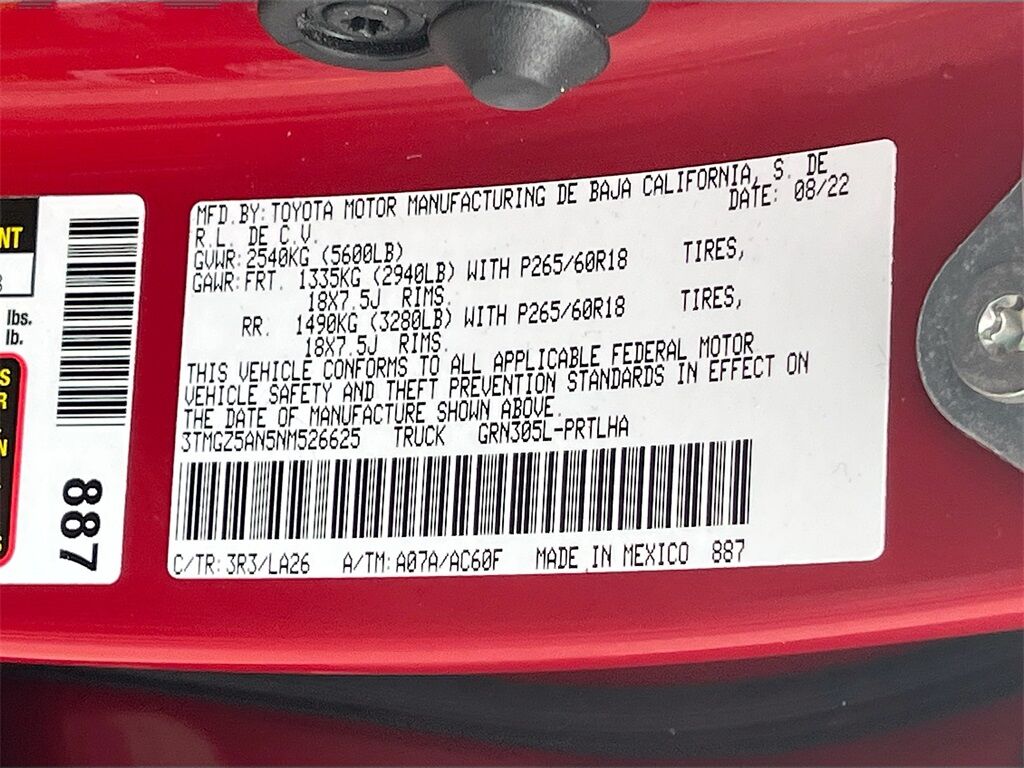 MFD. BY: TOYOTA MOTOR MANUFACTURING DE BAJA CALIFORNIA, S. DE
R.L. DE C.V. DATE: 08/22
GVWR: 2540KG (5600LB)
GAWR: FRT. 1335KG (2940LB) WITH P265/60R18 TIRES,
18X7.5J RIMS.
RR. 1490KG (3280LB) WITH P265/60R18 TIRES,
18X7.5J RIMS.
THIS VEHICLE CONFORMS TO ALL APPLICABLE FEDERAL MOTOR
VEHICLE SAFETY AND THEFT PREVENTION STANDARDS IN EFFECT ON
THE DATE OF MANUFACTURE SHOWN ABOVE.
3TMGZ5AN5NM526625 TRUCK GRN305L-PRTLHA
C/TR: 3R3/LA26 A/TM: A07A/AC60F MADE IN MEXICO 887
NT
lbs.
lb.
887